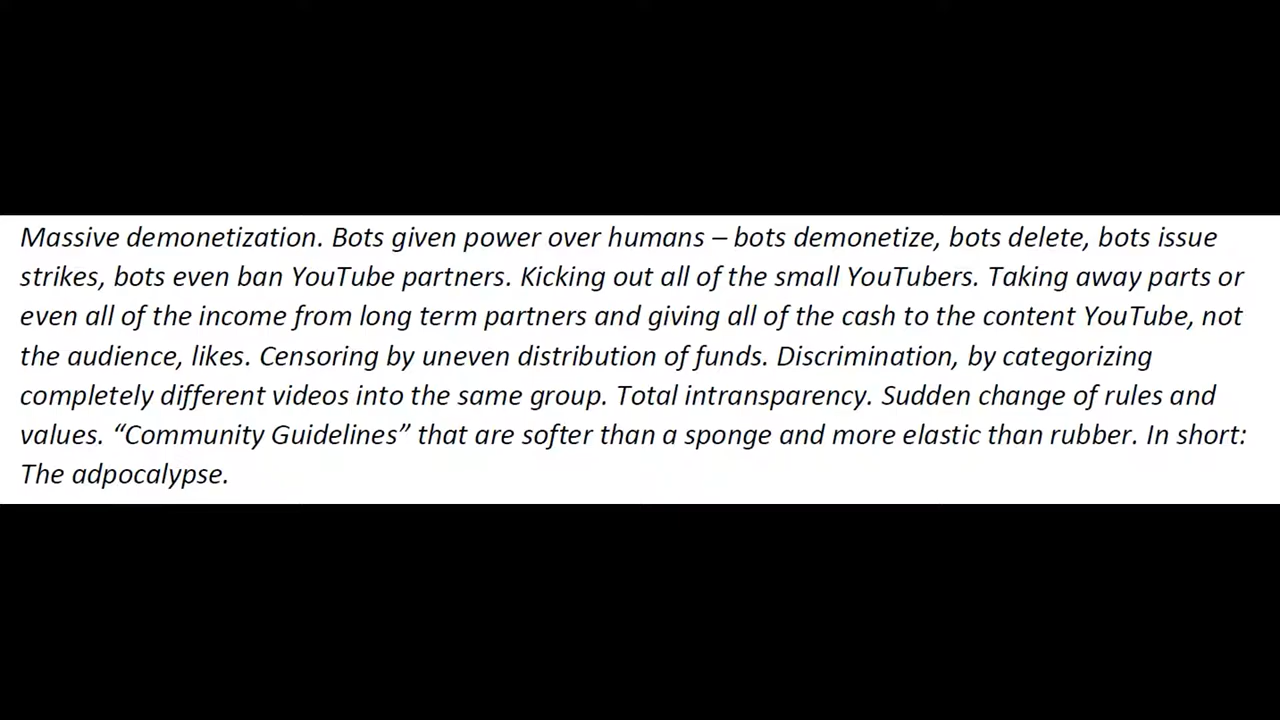 Massive demonetization. Bots given power over humans – bots demonetize, bots delete, bots issue
strikes, bots even ban YouTube partners. Kicking out all of the small YouTubers. Taking away parts or
even all of the income from long term partners and giving all of the cash to the content YouTube, not
the audience, likes. Censoring by uneven distribution of funds. Discrimination, by categorizing
completely different videos into the same group. Total intransparency. Sudden change of rules and
values. “Community Guidelines” that are softer than a sponge and more elastic than rubber. In short:
The adpocalypse.